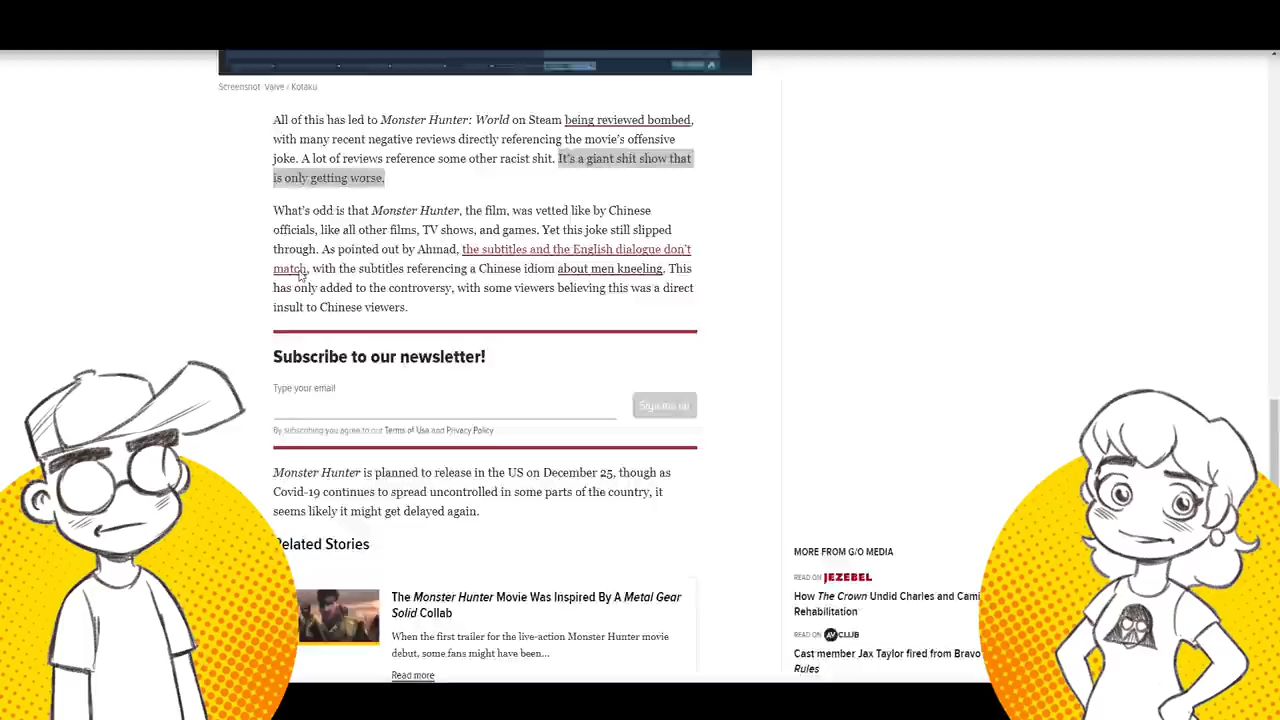 Screenshot: Valve / Kotaku
All of this has led to Monster Hunter: World on Steam being reviewed bombed,
with many recent negative reviews directly referencing the movie's offensive
joke. A lot of reviews reference some other racist shit. It's a giant shit show that
is only getting worse.
What's odd is that Monster Hunter, the film, was vetted like by Chinese
officials, like all other films, TV shows, and games. Yet this joke still slipped
through. As pointed out by Ahmad, the subtitles and the English dialogue don't
match, with the subtitles referencing a Chinese idiom about men kneeling. This
has only added to the controversy, with some viewers believing this was a direct
insult to Chinese viewers.
Subscribe to our newsletter!
Type your email
Sign me up
By subscribing you agree to our Terms of Use and Privacy Policy
Monster Hunter is planned to release in the US on December 25, though as
Covid-19 continues to spread uncontrolled in some parts of the country, it
seems likely it might get delayed again.
Related Stories
The Monster Hunter Movie Was Inspired By A Metal Gear
Solid Collab
When the first trailer for the live-action Monster Hunter movie
debut, some fans might have been...
Read more
MORE FROM G/O MEDIA
READ ON JEZEBEL
How The Crown Undid Charles and Cami
Rehabilitation
READ ON AV CLUB
Cast member Jax Taylor fired from Bravo
Rules